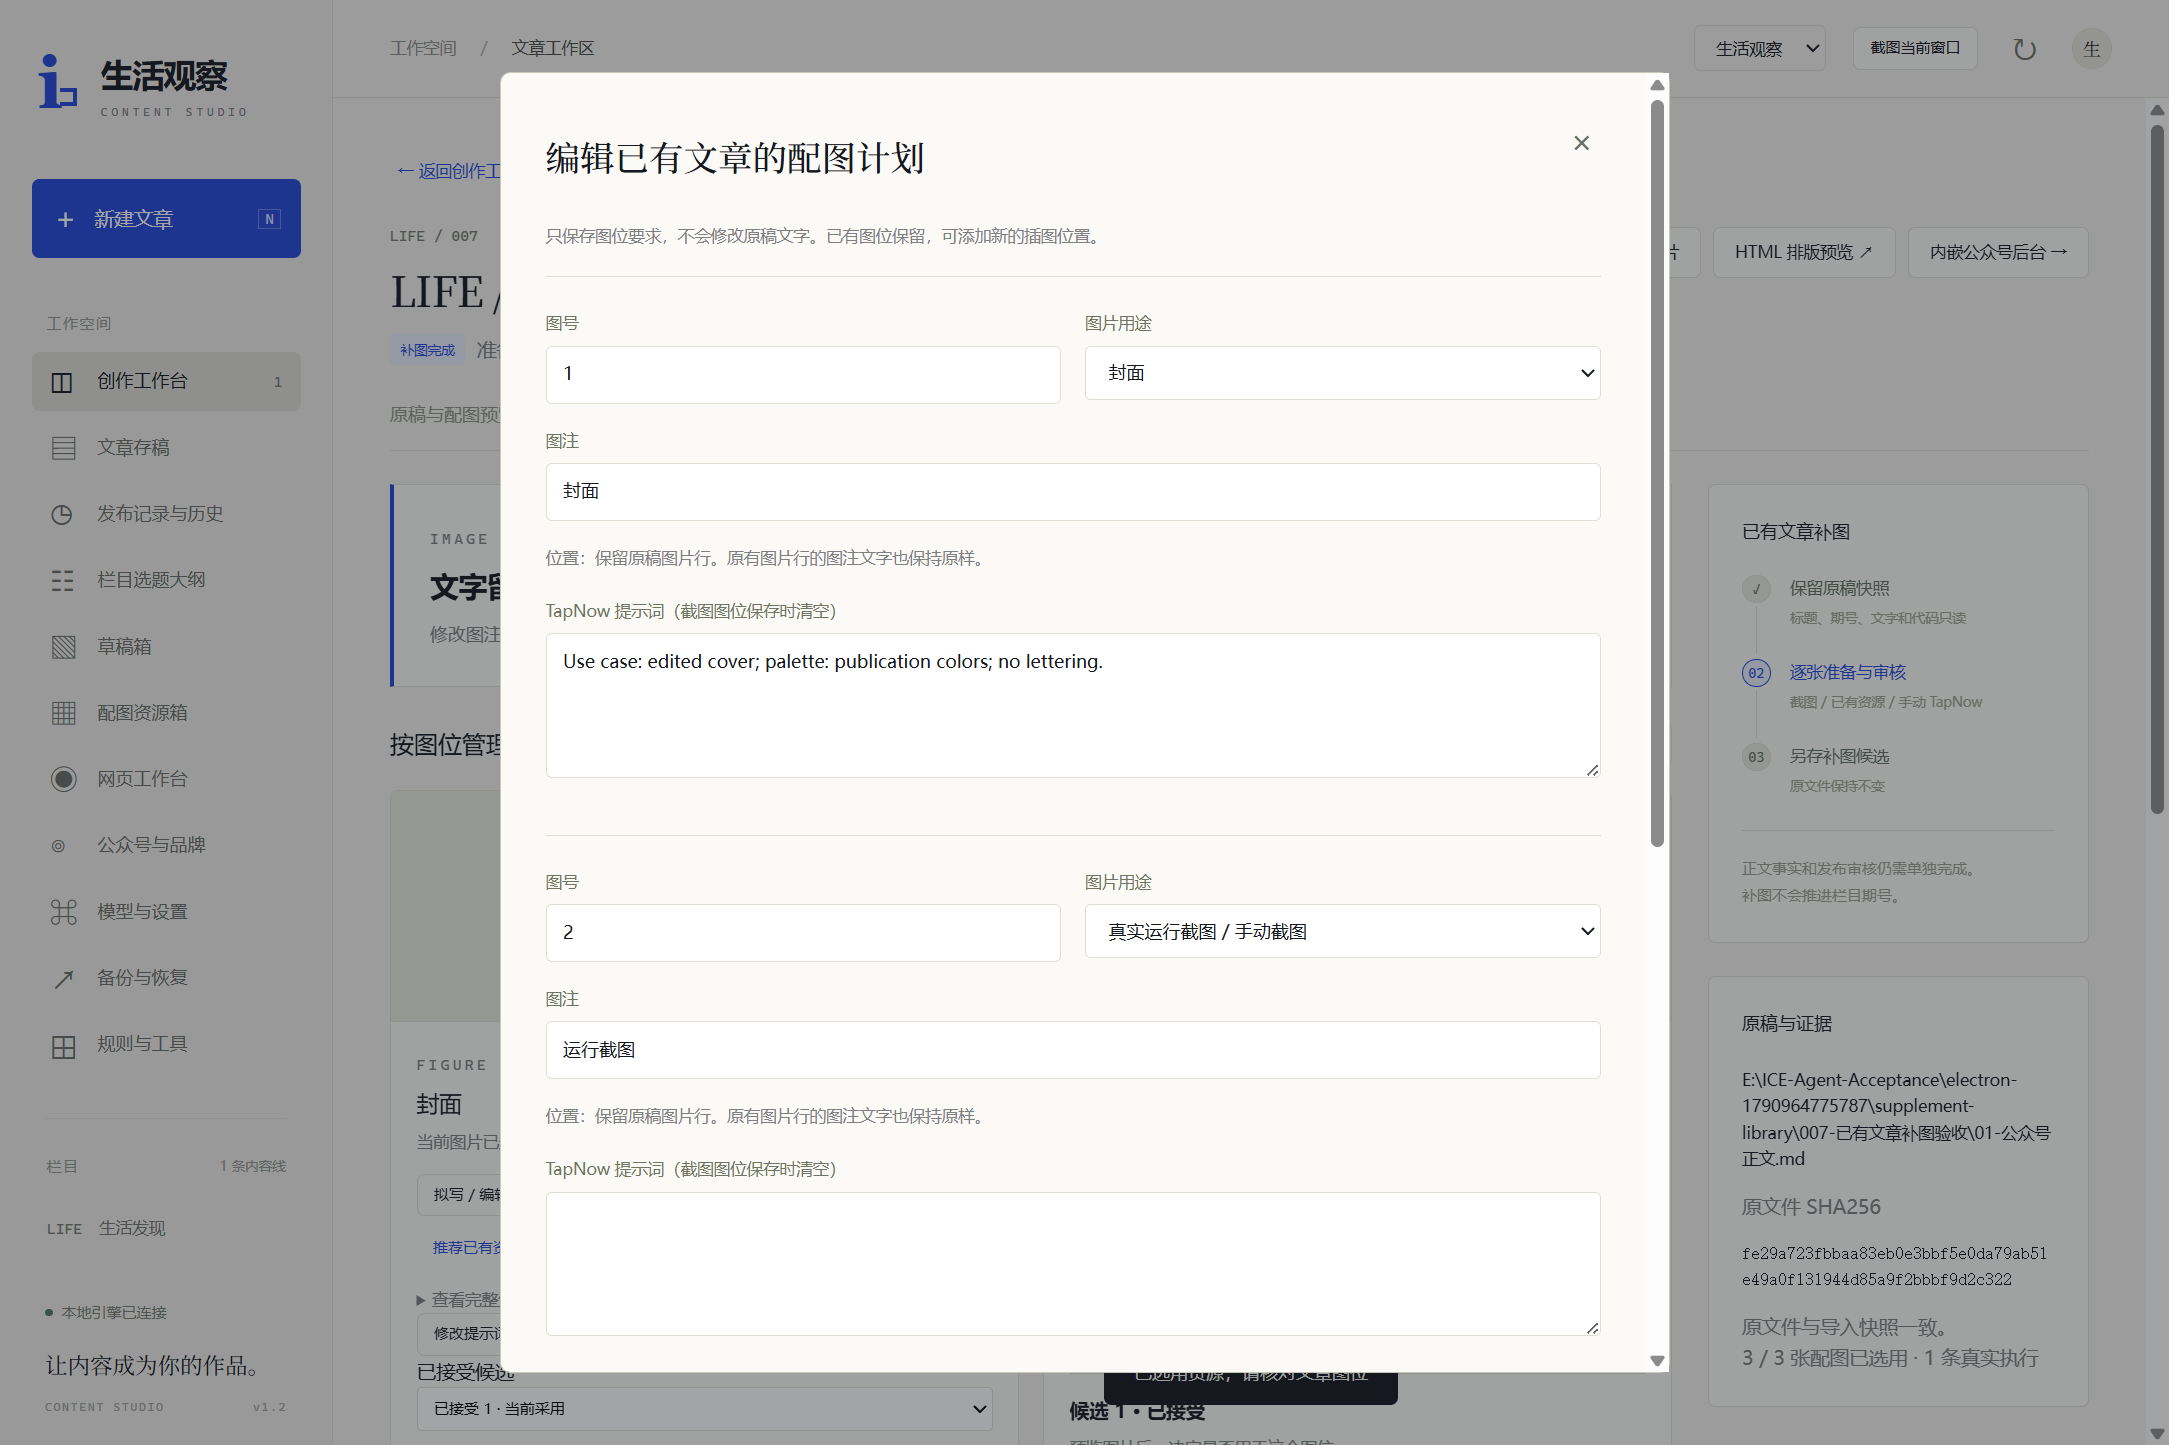 生活观察
CONTENT STUDIO
+ 新建文章 N
工作空间
创作工作台 1
文章存稿
发布记录与历史
栏目选题大纲
草稿箱
配图资源箱
网页工作台
公众号与品牌
模型与设置
备份与恢复
规则与工具
栏目 1 条内容线
LIFE 生活发现
本地引擎已连接
让内容成为你的作品。
CONTENT STUDIO v1.2
工作空间 / 文章工作区
生活观察
截图当前窗口
生
← 返回创作工
LIFE / 007
LIFE /
补图完成
原稿与配图预
片
HTML 排版预览 ↗
内嵌公众号后台 →
IMAGE
文字留
修改图注
按图位管理
FIGURE
封面
当前图片已
拟写 / 编辑
推荐已有资
查看完整
修改提示词
已接受候选
已接受 1 · 当前采用
编辑已有文章的配图计划
×
只保存图位要求，不会修改原稿文字。已有图位保留，可添加新的插图位置。
图号
1
图片用途
封面
图注
封面
位置：保留原稿图片行。原有图片行的图注文字也保持原样。
TapNow 提示词（截图图位保存时清空）
Use case: edited cover; palette: publication colors; no lettering.
图号
2
图片用途
真实运行截图 / 手动截图
图注
运行截图
位置：保留原稿图片行。原有图片行的图注文字也保持原样。
TapNow 提示词（截图图位保存时清空）
候选 1 · 已接受
已有文章补图
✓ 保留原稿快照
标题、期号、文字和代码只读
02 逐张准备与审核
截图 / 已有资源 / 手动 TapNow
03 另存补图候选
原文件保持不变
正文事实和发布审核仍需单独完成。
补图不会推进栏目期号。
原稿与证据
E:\ICE-Agent-Acceptance\electron-
1790964775787\supplement-
library\007-已有文章补图验收\01-公众号
正文.md
原文件 SHA256
fe29a723fbbaa83eb0e3bbf5e0da79ab51
e49a0f131944d85a9f2bbbf9d2c322
原文件与导入快照一致。
3 / 3 张配图已选用 · 1 条真实执行